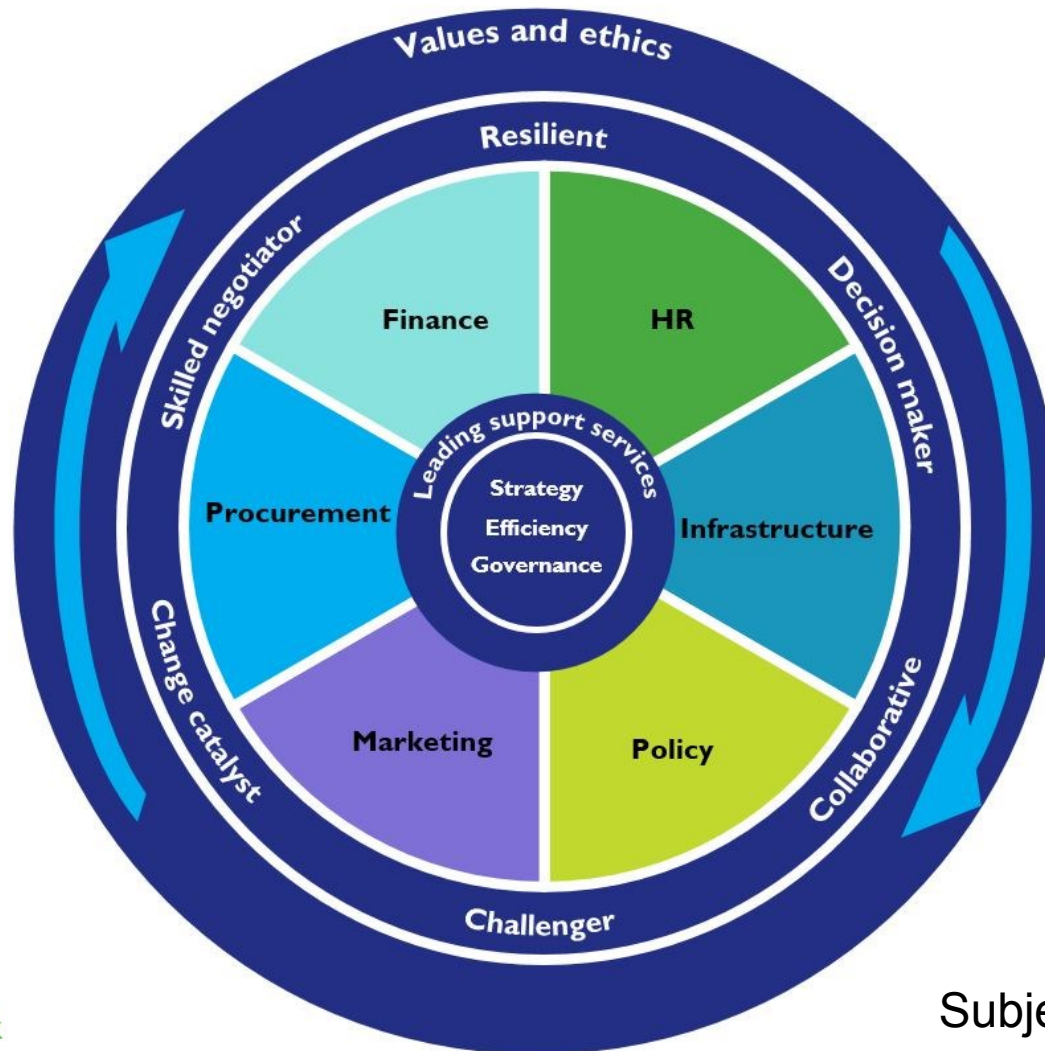 Values and ethics
Resilient
Skilled negotiator
Decision maker
Finance
HR
Leading support services
Strategy
Efficiency
Governance
Procurement
Infrastructure
Change catalyst
Collaborative
Marketing
Policy
Challenger